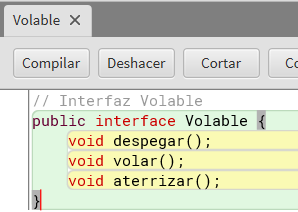 Volable
Compilar Deshacer Cortar
// Interfaz Volable
public interface Volable {
void despegar();
void volar();
void aterrizar();
}